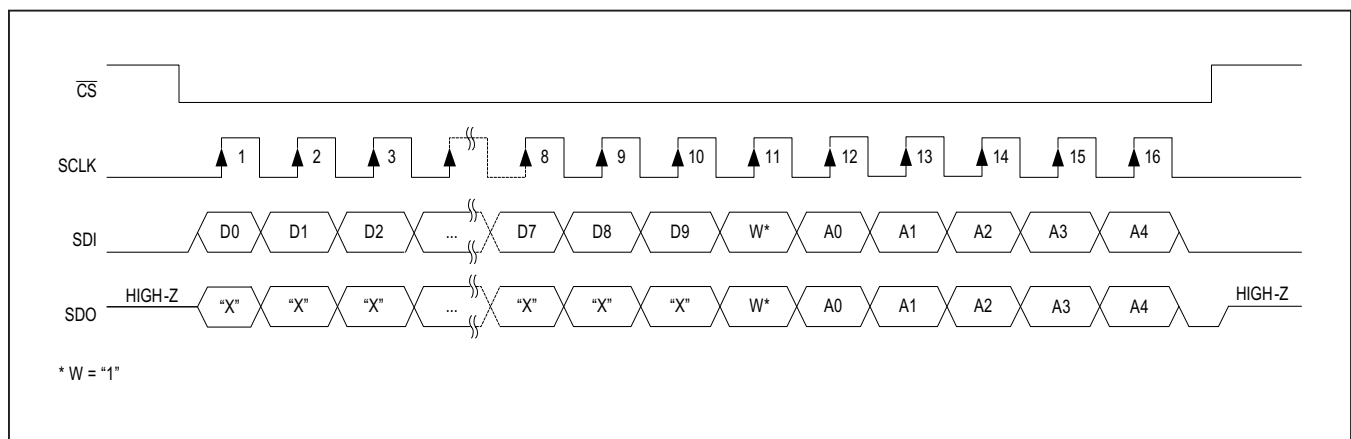 C̅S̅
SCLK 1 2 3 8 9 10 11 12 13 14 15 16
SDI D0 D1 D2 ... D7 D8 D9 W* A0 A1 A2 A3 A4
SDO HIGH-Z “X” “X” “X” ... “X” “X” “X” W* A0 A1 A2 A3 A4 HIGH-Z
* W = “1”